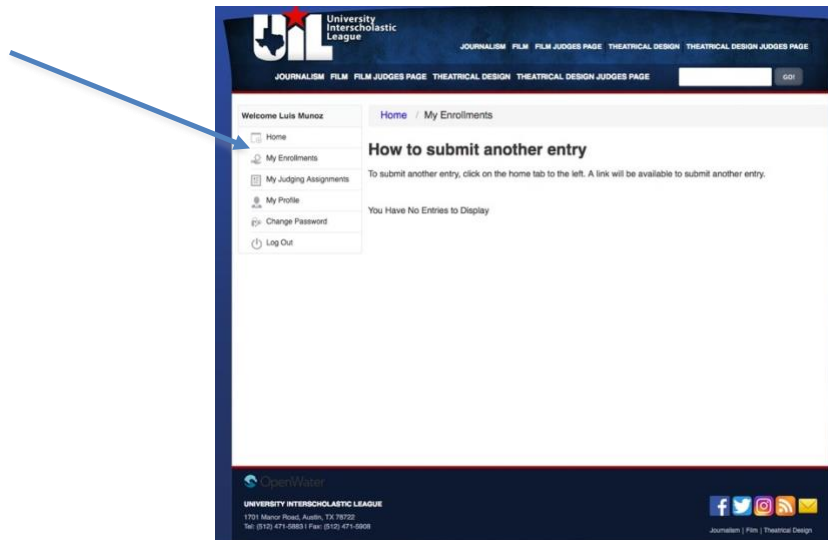 UIL
University
Interscholastic
League
JOURNALISM FILM FILM JUDGES PAGE THEATRICAL DESIGN THEATRICAL DESIGN JUDGES PAGE
JOURNALISM FILM FILM JUDGES PAGE THEATRICAL DESIGN THEATRICAL DESIGN JUDGES PAGE
GO!
Welcome Luis Munoz
Home / My Enrollments
Home
My Enrollments
My Judging Assignments
My Profile
Change Password
Log Out
How to submit another entry
To submit another entry, click on the home tab to the left. A link will be available to submit another entry.
You Have No Entries to Display
OpenWater
UNIVERSITY INTERSCHOLASTIC LEAGUE
1701 Manor Road, Austin, TX 78722
Tel: (512) 471-5883 | Fax: (512) 471-5908
Journalism | Film | Theatrical Design